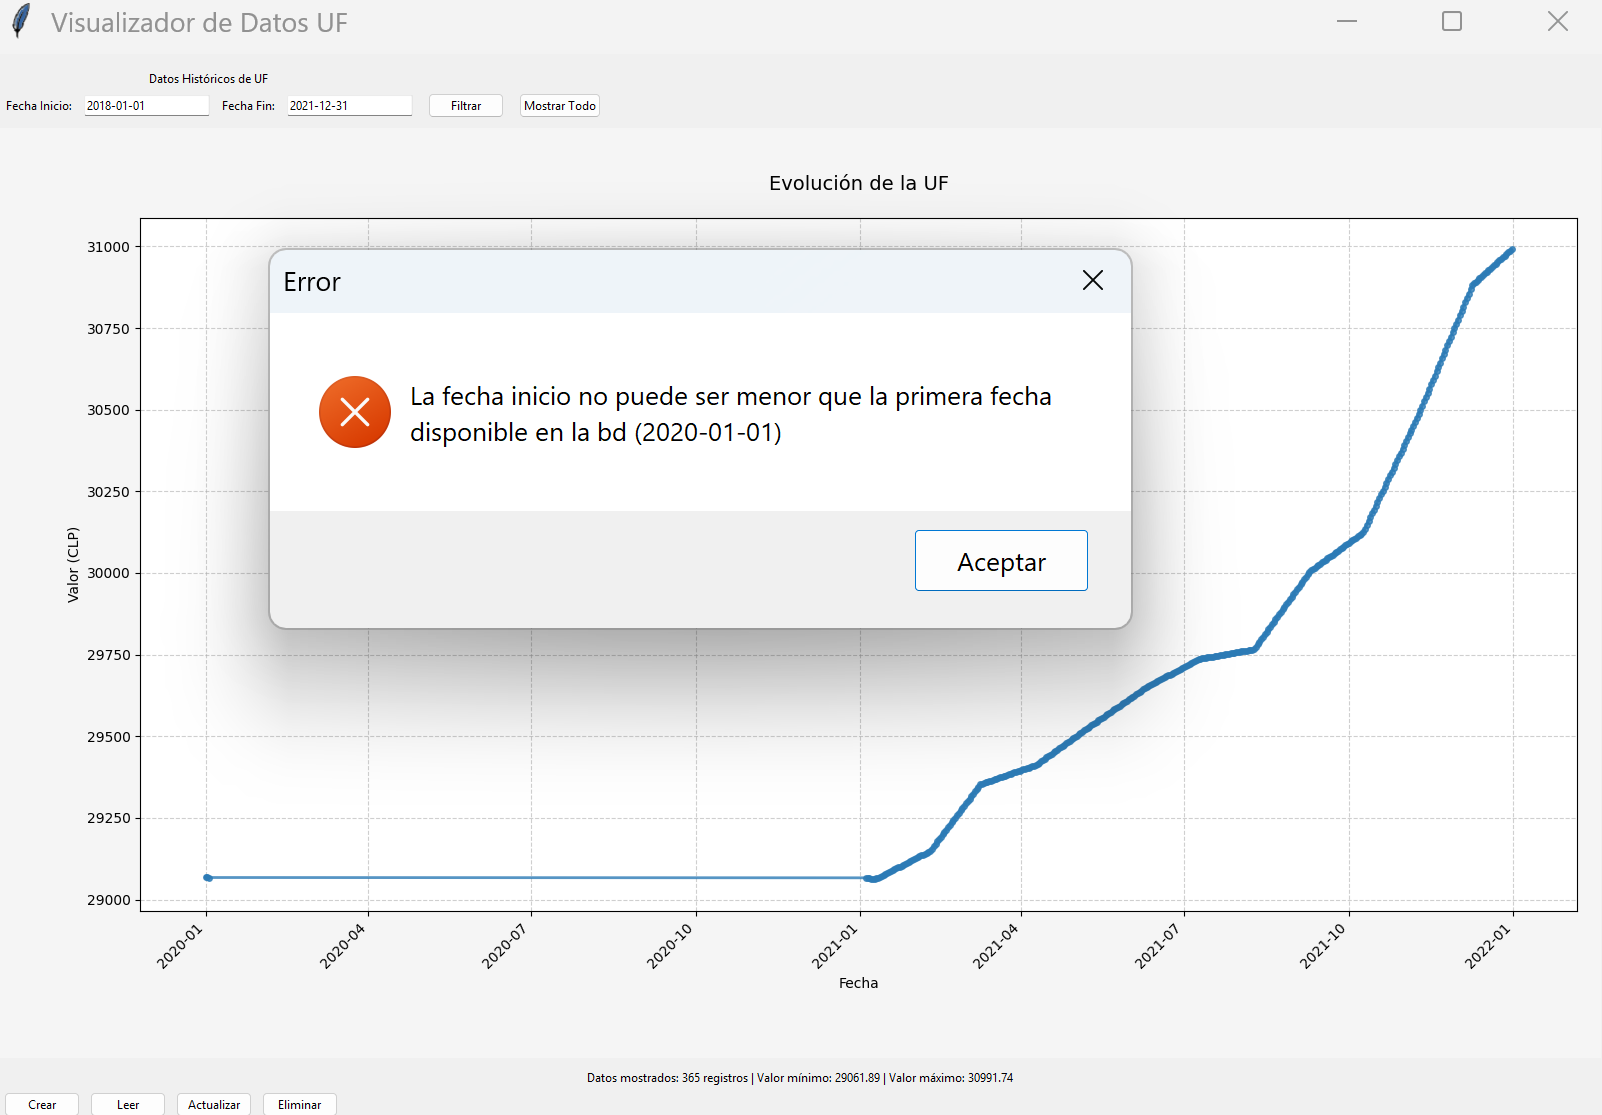 Visualizador de Datos UF
Datos Históricos de UF
Fecha Inicio: 2018-01-01 Fecha Fin: 2021-12-31 Filtrar Mostrar Todo
Evolución de la UF
Error
La fecha inicio no puede ser menor que la primera fecha
disponible en la bd (2020-01-01)
Aceptar
31000
30750
30500
30250
30000
29750
29500
29250
29000
Valor (CLP)
2020-01 2020-04 2020-07 2020-10 2021-01 2021-04 2021-07 2021-10 2022-01
Fecha
Datos mostrados: 365 registros | Valor mínimo: 29061.89 | Valor máximo: 30991.74
Crear Leer Actualizar Eliminar